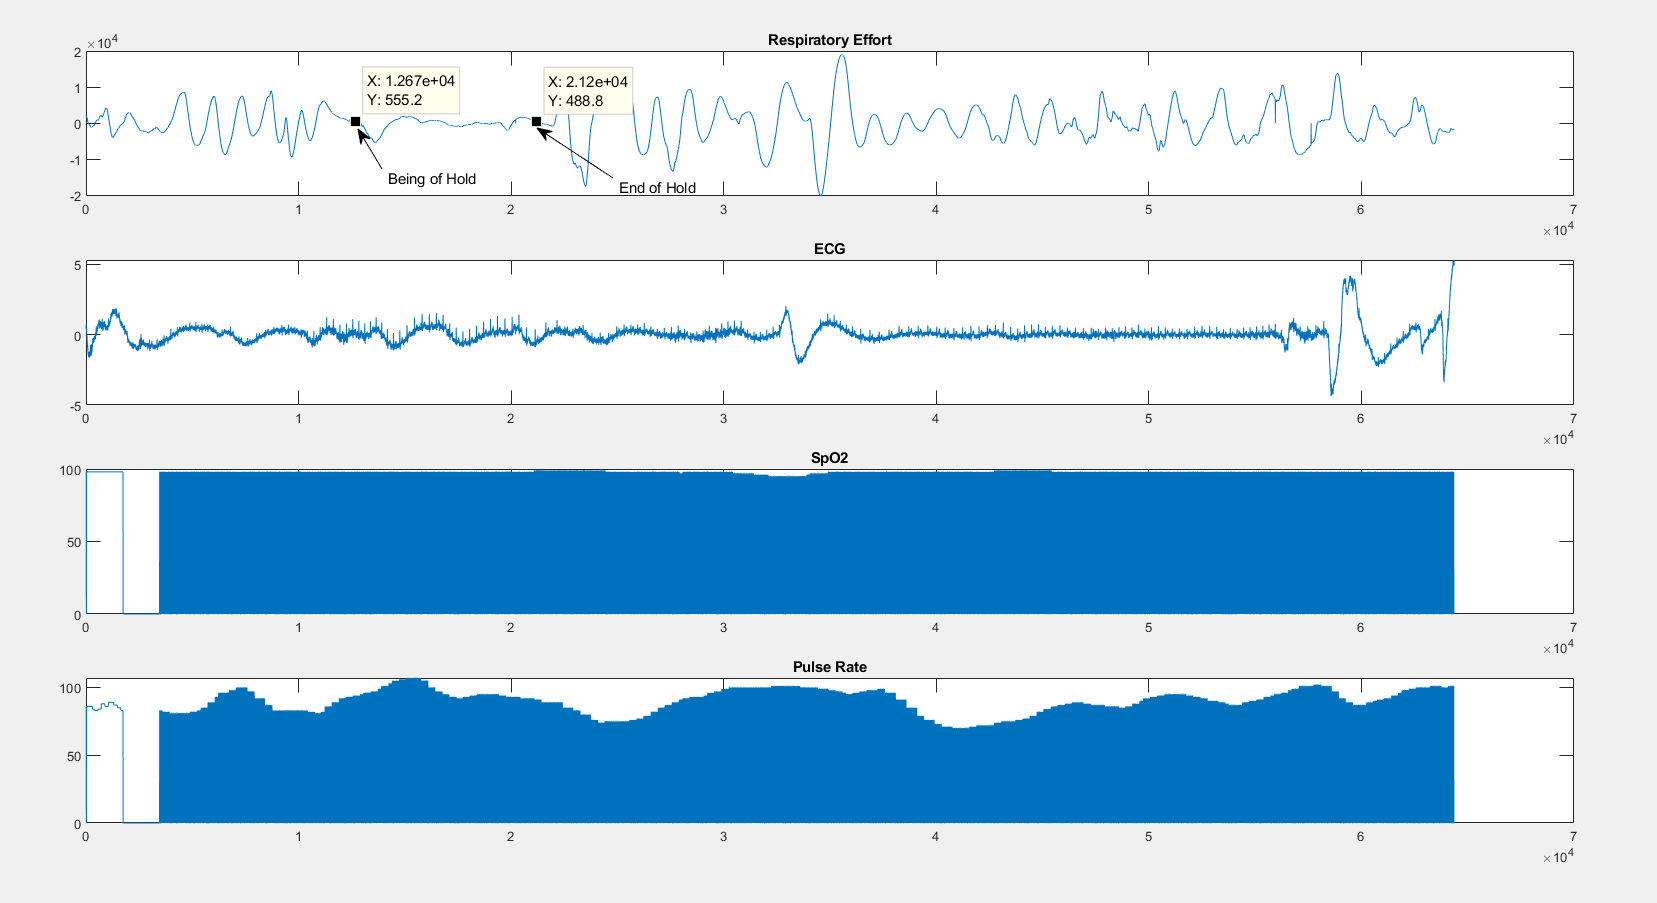 Respiratory Effort
×10^4
2
1
0
-1
-2
X: 1.267e+04
Y: 555.2
X: 2.12e+04
Y: 488.8
Being of Hold
End of Hold
0 1 2 3 4 5 6 7
×10^4
ECG
5
0
-5
0 1 2 3 4 5 6 7
×10^4
SpO2
100
50
0
0 1 2 3 4 5 6 7
×10^4
Pulse Rate
100
50
0
0 1 2 3 4 5 6 7
×10^4